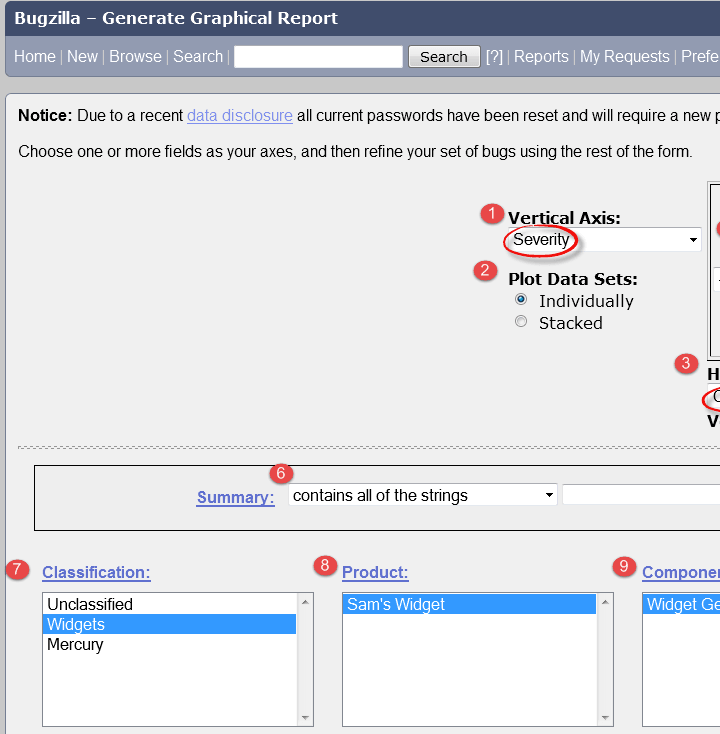 Bugzilla – Generate Graphical Report
Home | New | Browse | Search | Search [?] | Reports | My Requests |
Notice: Due to a recent data disclosure all current passwords have been reset and will require a new
Choose one or more fields as your axes, and then refine your set of bugs using the rest of the form.
1 Vertical Axis:
Severity
2 Plot Data Sets:
Individually
Stacked
3
6
Summary: contains all of the strings
7 Classification: 8 Product: 9
Unclassified Sam's Widget Widget
Widgets
Mercury